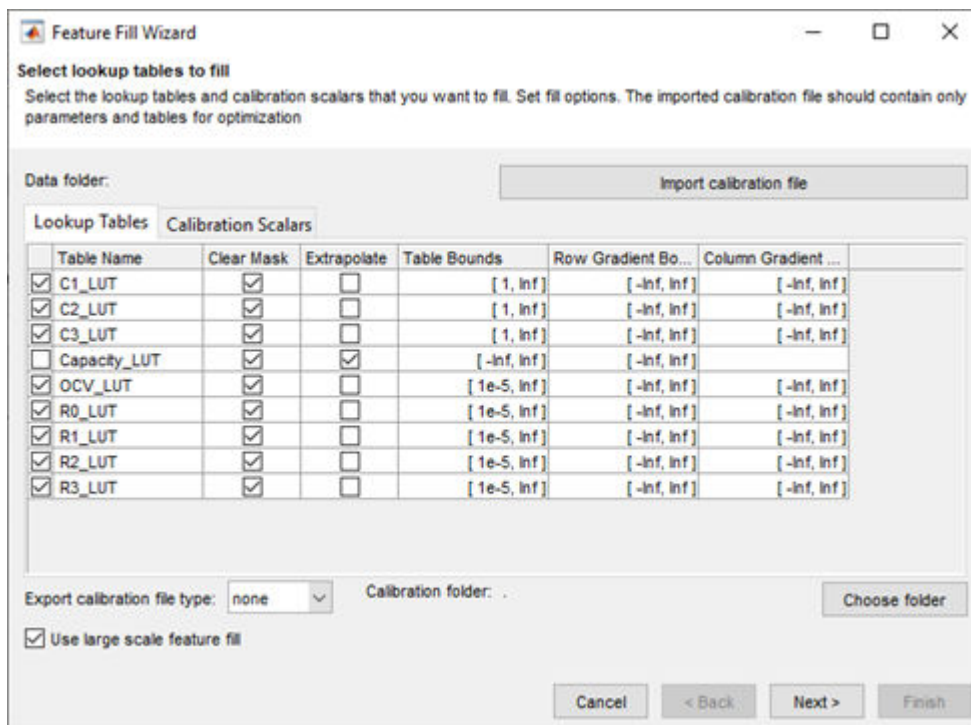 Feature Fill Wizard
Select lookup tables to fill
Select the lookup tables and calibration scalars that you want to fill. Set fill options. The imported calibration file should contain only
parameters and tables for optimization
Data folder: Import calibration file
Lookup Tables Calibration Scalars
Table Name Clear Mask Extrapolate Table Bounds Row Gradient Bo... Column Gradient ...
C1_LUT [ 1, Inf ] [ -Inf, Inf ] [ -Inf, Inf ]
C2_LUT [ 1, Inf ] [ -Inf, Inf ] [ -Inf, Inf ]
C3_LUT [ 1, Inf ] [ -Inf, Inf ] [ -Inf, Inf ]
Capacity_LUT [ -Inf, Inf ] [ -Inf, Inf ]
OCV_LUT [ 1e-5, Inf ] [ -Inf, Inf ] [ -Inf, Inf ]
R0_LUT [ 1e-5, Inf ] [ -Inf, Inf ] [ -Inf, Inf ]
R1_LUT [ 1e-5, Inf ] [ -Inf, Inf ] [ -Inf, Inf ]
R2_LUT [ 1e-5, Inf ] [ -Inf, Inf ] [ -Inf, Inf ]
R3_LUT [ 1e-5, Inf ] [ -Inf, Inf ] [ -Inf, Inf ]
Export calibration file type: none Calibration folder: . Choose folder
Use large scale feature fill
Cancel < Back Next > Finish